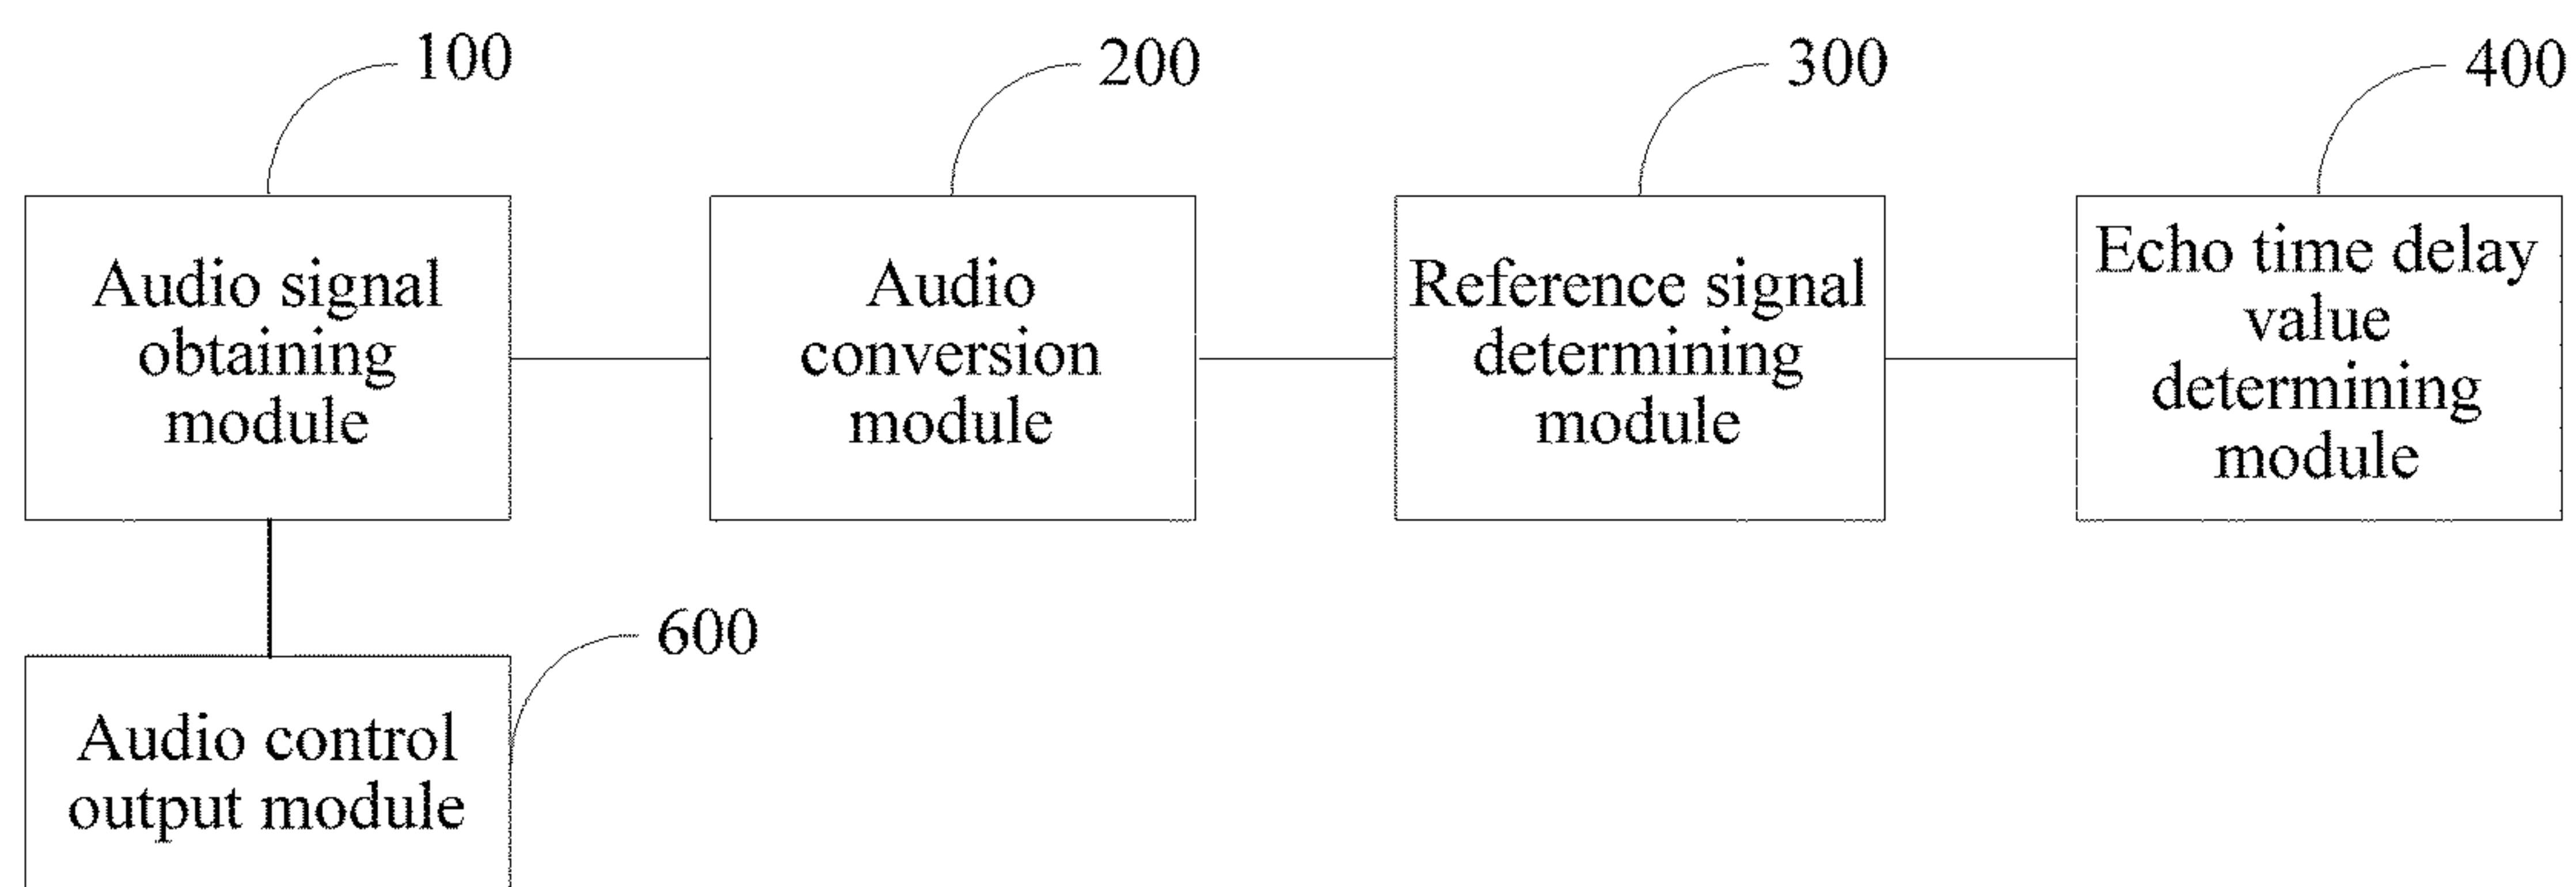 100
200
300
400
Audio signal
obtaining
module
Audio
conversion
module
Reference signal
determining
module
Echo time delay
value
determining
module
600
Audio control
output module